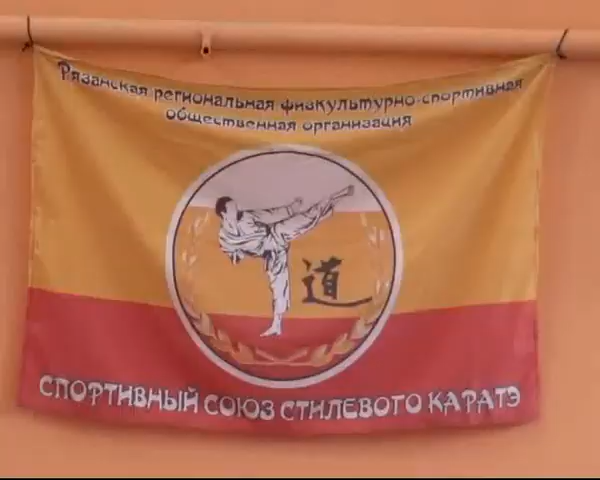 Рязанская региональная физкультурно-спортивная
общественная организация
道
СПОРТИВНЫЙ СОЮЗ СТИЛЕВОГО КАРАТЭ